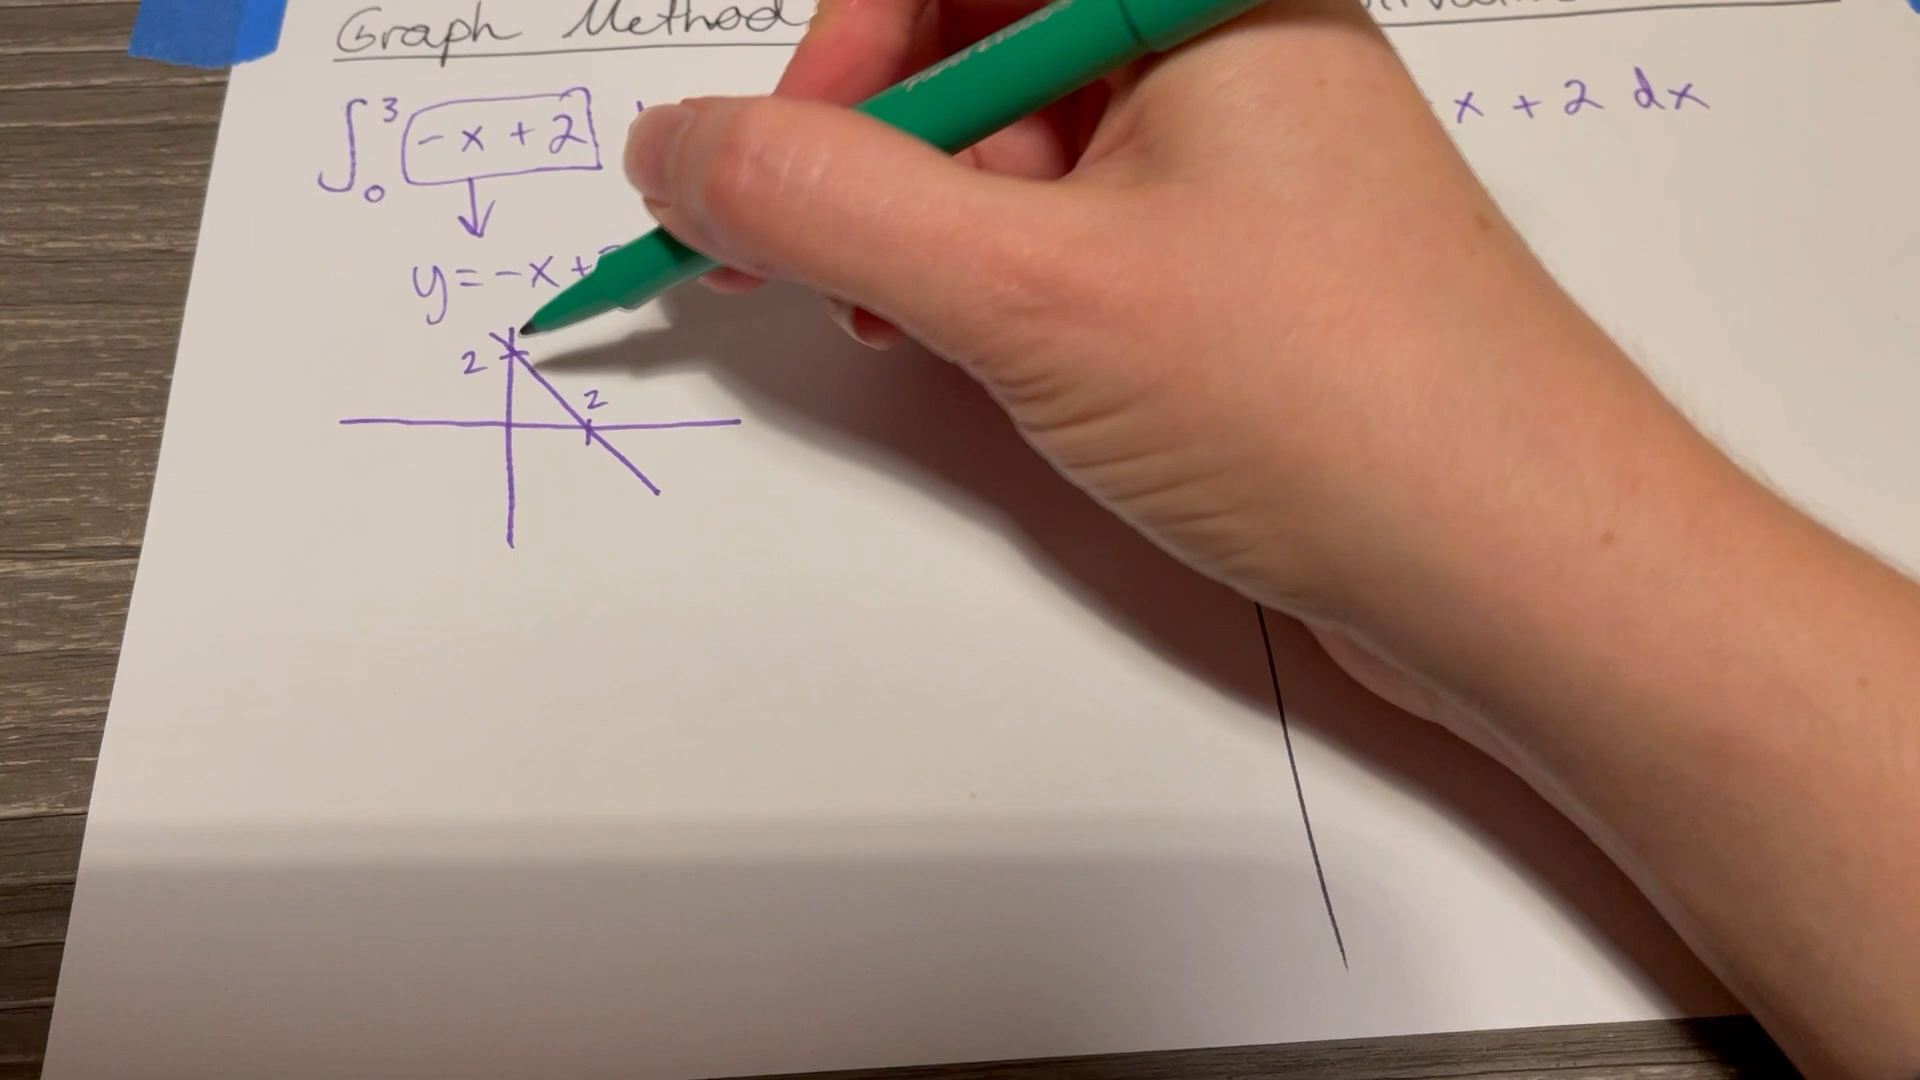 Graph Method
∫₀³ -x + 2
x + 2 dx
↓
y = -x +
2
2